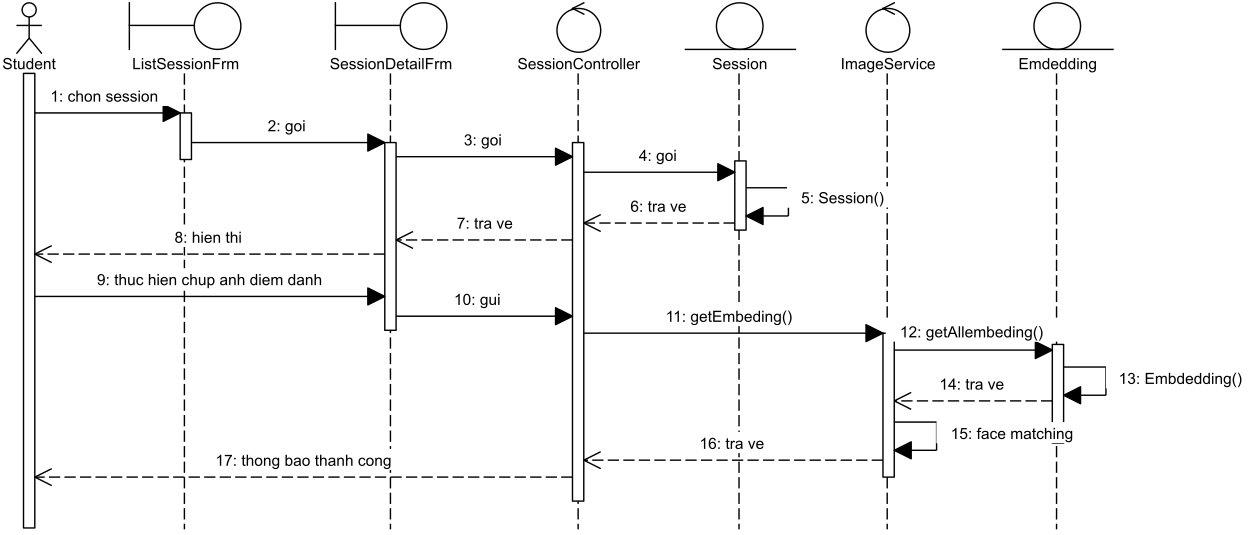 Student
ListSessionFrm
SessionDetailFrm
SessionController
Session
ImageService
Emdedding
1: chon session
2: goi
3: goi
4: goi
5: Session()
6: tra ve
7: tra ve
8: hien thi
9: thuc hien chup anh diem danh
10: gui
11: getEmbeding()
12: getAllembeding()
13: Embdedding()
14: tra ve
15: face matching
16: tra ve
17: thong bao thanh cong